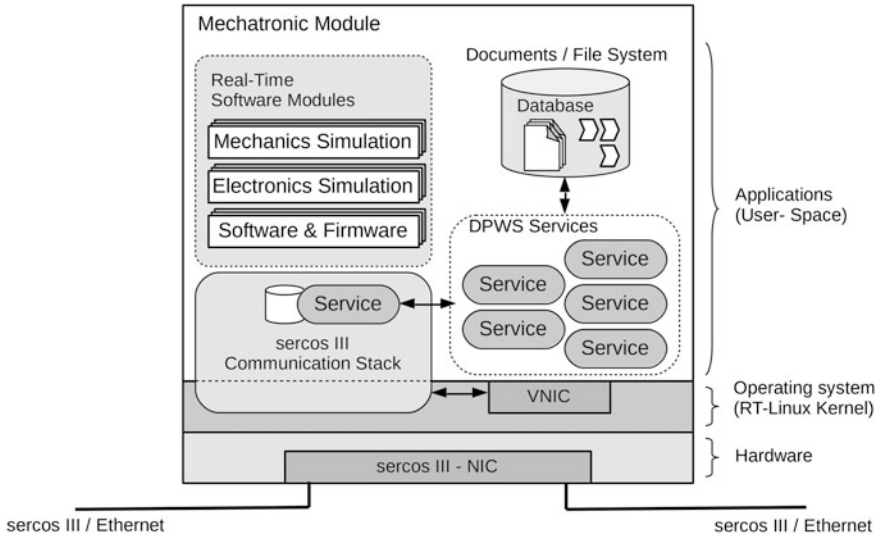 Mechatronic Module
Real-Time
Software Modules
Mechanics Simulation
Electronics Simulation
Software & Firmware
Documents / File System
Database
DPWS Services
Service
Service
Service
Service
Service
Service
sercos III
Communication Stack
VNIC
sercos III - NIC
Applications
(User- Space)
Operating system
(RT-Linux Kernel)
Hardware
sercos III / Ethernet
sercos III / Ethernet